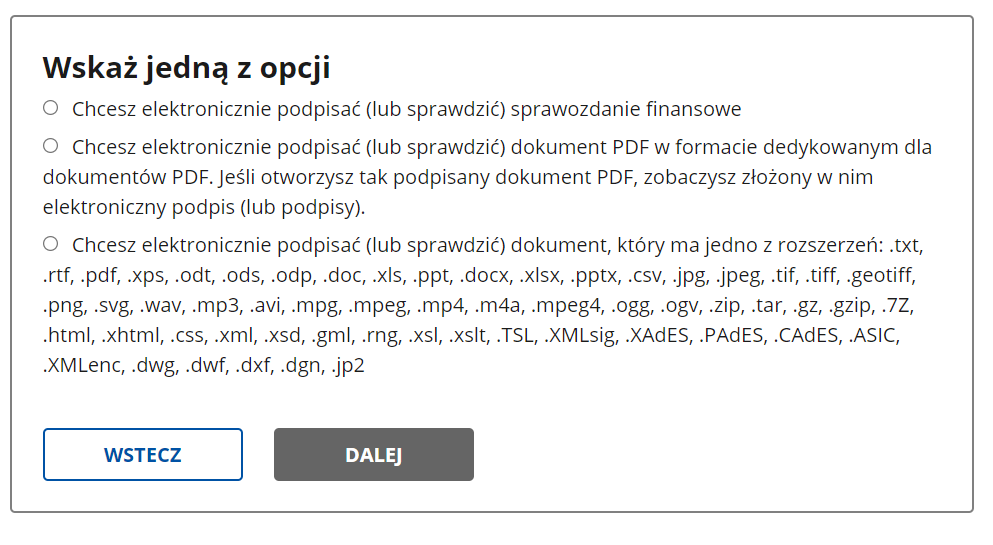 Wskaż jedną z opcji
Chcesz elektronicznie podpisać (lub sprawdzić) sprawozdanie finansowe
Chcesz elektronicznie podpisać (lub sprawdzić) dokument PDF w formacie dedykowanym dla
dokumentów PDF. Jeśli otworzysz tak podpisany dokument PDF, zobaczysz złożony w nim
elektroniczny podpis (lub podpisy).
Chcesz elektronicznie podpisać (lub sprawdzić) dokument, który ma jedno z rozszerzeń: .txt,
.rtf, .pdf, .xps, .odt, .ods, .odp, .doc, .xls, .ppt, .docx, .xlsx, .pptx, .csv, .jpg, .jpeg, .tif, .tiff, .geotiff,
.png, .svg, .wav, .mp3, .avi, .mpg, .mpeg, .mp4, .m4a, .mpeg4, .ogg, .ogv, .zip, .tar, .gz, .gzip, .7Z,
.html, .xhtml, .css, .xml, .xsd, .gml, .rng, .xsl, .xslt, .TSL, .XMLsig, .XAdES, .PAdES, .CAdES, .ASIC,
.XMLenc, .dwg, .dwf, .dxf, .dgn, .jp2
WSTECZ DALEJ